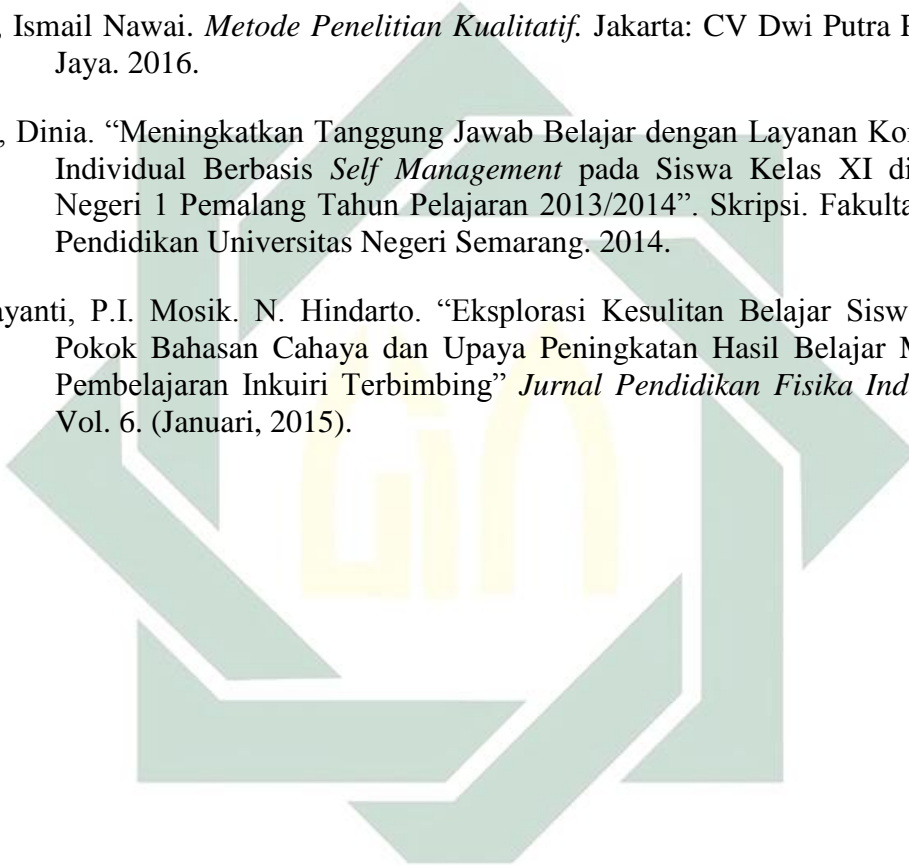 , Ismail Nawai. Metode Penelitian Kualitatif. Jakarta: CV Dwi Putra
Jaya. 2016.
, Dinia. “Meningkatkan Tanggung Jawab Belajar dengan Layanan
Individual Berbasis Self Management pada Siswa Kelas XI di
Negeri 1 Pemalang Tahun Pelajaran 2013/2014”. Skripsi.
Pendidikan Universitas Negeri Semarang. 2014.
P.I. Mosik. N. Hindarto. “Eksplorasi Kesulitan Belajar
Pokok Bahasan Cahaya dan Upaya Peningkatan Hasil Belajar
Pembelajaran Inkuiri Terbimbing” Jurnal Pendidikan Fisika
Vol. 6. (Januari, 2015).